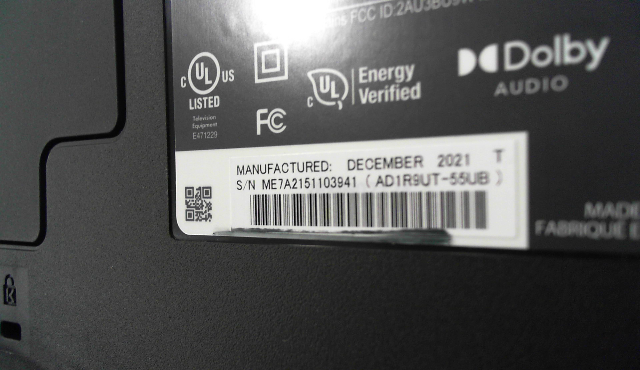 FCC ID:2AU3B
Dolby
AUDIO
C UL US
LISTED
Television
Equipment
E471229
FC
C UL
Energy
Verified
MANUFACTURED: DECEMBER 2021 T
S/N ME7A2151103941 ( AD1R9UT-55UB )
MADE
FABRIQUÉ E